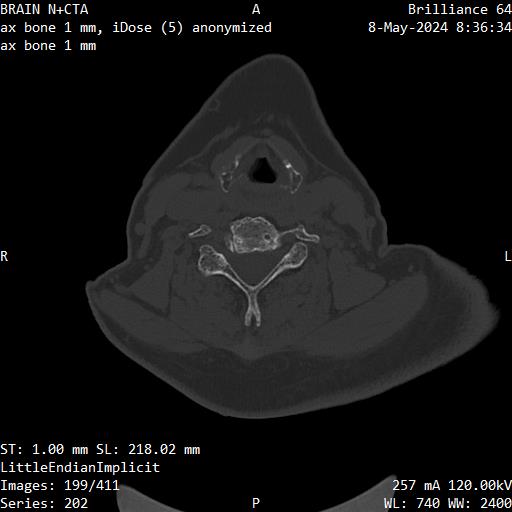 BRAIN N+CTA
A
Brilliance 64
ax bone 1 mm, iDose (5) anonymized
8-May-2024 8:36:34
ax bone 1 mm
R
L
ST: 1.00 mm SL: 218.02 mm
LittleEndianImplicit
Images: 199/411
257 mA 120.00kV
Series: 202
P
WL: 740 WW: 2400